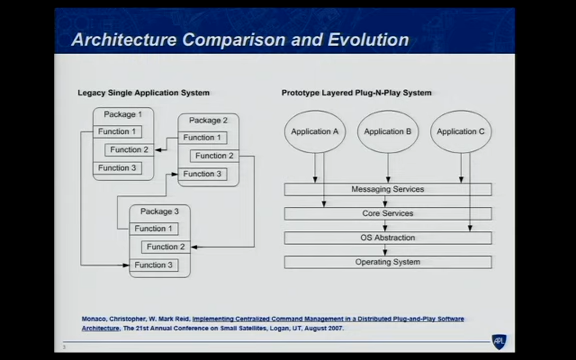 Architecture Comparison and Evolution
Legacy Single Application System
Package 1
Function 1
Function 2
Function 3
Package 2
Function 1
Function 2
Function 3
Package 3
Function 1
Function 2
Function 3
Prototype Layered Plug-N-Play System
Application A
Application B
Application C
Messaging Services
Core Services
OS Abstraction
Operating System
Monaco, Christopher, W. Mark Reid, Implementing Centralized Command Management in a Distributed Plug-and-Play Software
Architecture, The 21st Annual Conference on Small Satellites, Logan, UT, August 2007.
3
APL